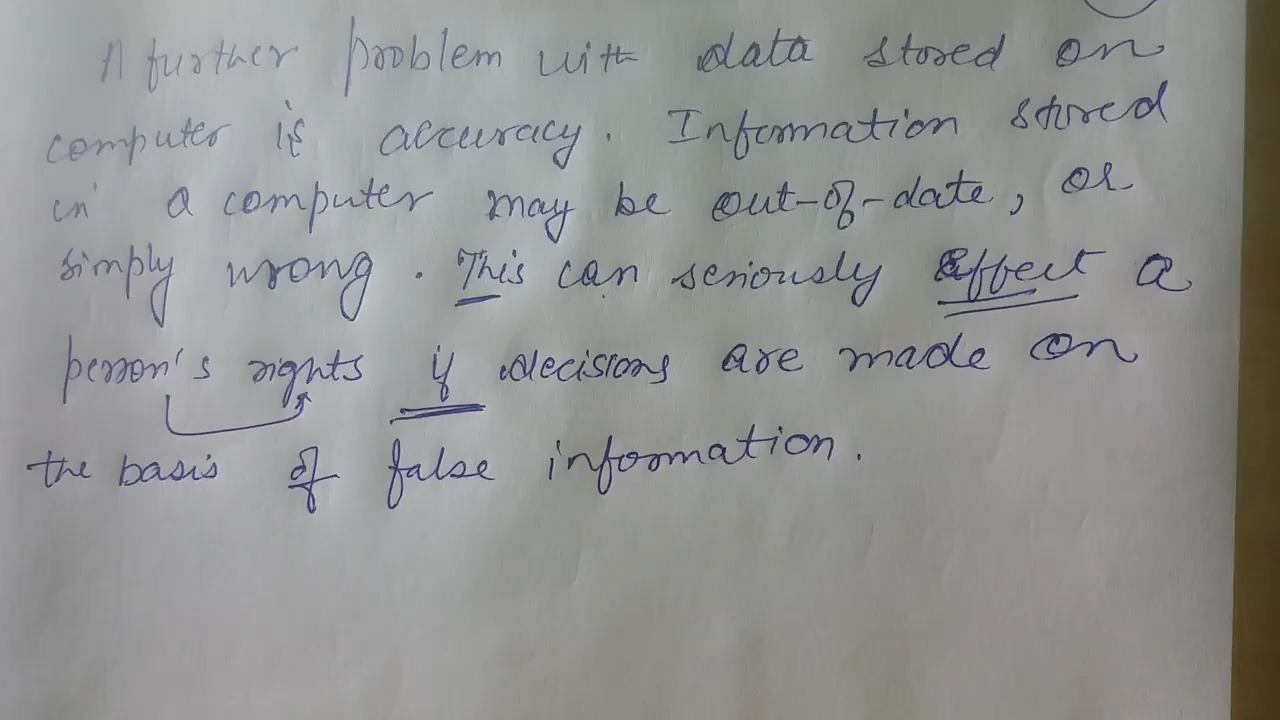 A further problem with data stored on
computer is accuracy. Information stored
in a computer may be out-of-date, or
simply wrong. This can seriously affect a
person's rights if decisions are made on
the basis of false information.